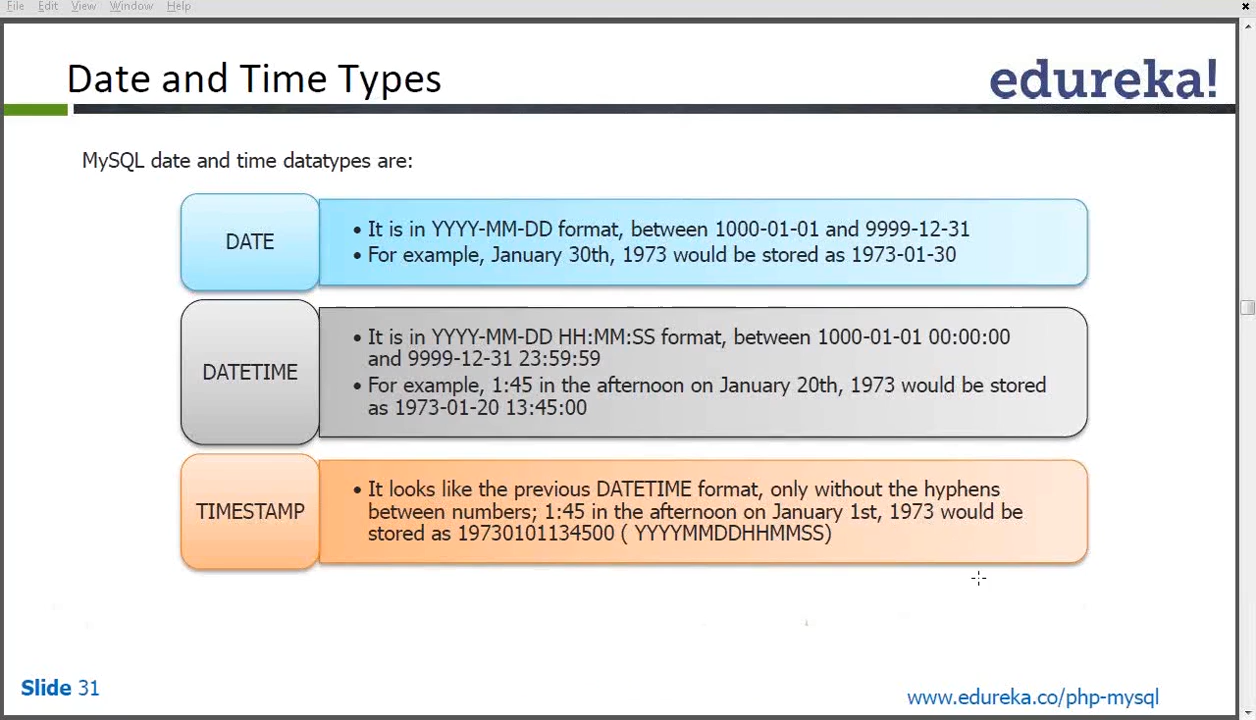 File Edit View Window Help
Date and Time Types
edureka!
MySQL date and time datatypes are:
DATE
• It is in YYYY-MM-DD format, between 1000-01-01 and 9999-12-31
• For example, January 30th, 1973 would be stored as 1973-01-30
DATETIME
• It is in YYYY-MM-DD HH:MM:SS format, between 1000-01-01 00:00:00
and 9999-12-31 23:59:59
• For example, 1:45 in the afternoon on January 20th, 1973 would be stored
as 1973-01-20 13:45:00
TIMESTAMP
• It looks like the previous DATETIME format, only without the hyphens
between numbers; 1:45 in the afternoon on January 1st, 1973 would be
stored as 19730101134500 ( YYYYMMDDHHMMSS)
Slide 31
www.edureka.co/php-mysql